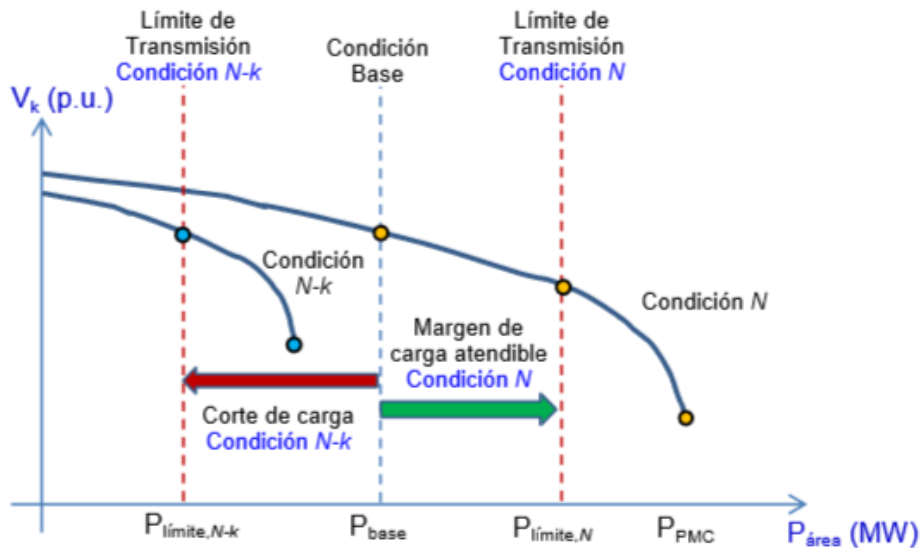 Límite de
Transmisión
Condición N-k
Condición
Base
Límite de
Transmisión
Condición N
Vk (p.u.)
Condición
N-k
Condición N
Margen de
carga atendible
Condición N
Corte de carga
Condición N-k
Plímite,N-k
Pbase
Plímite,N
PPMC
Párea (MW)